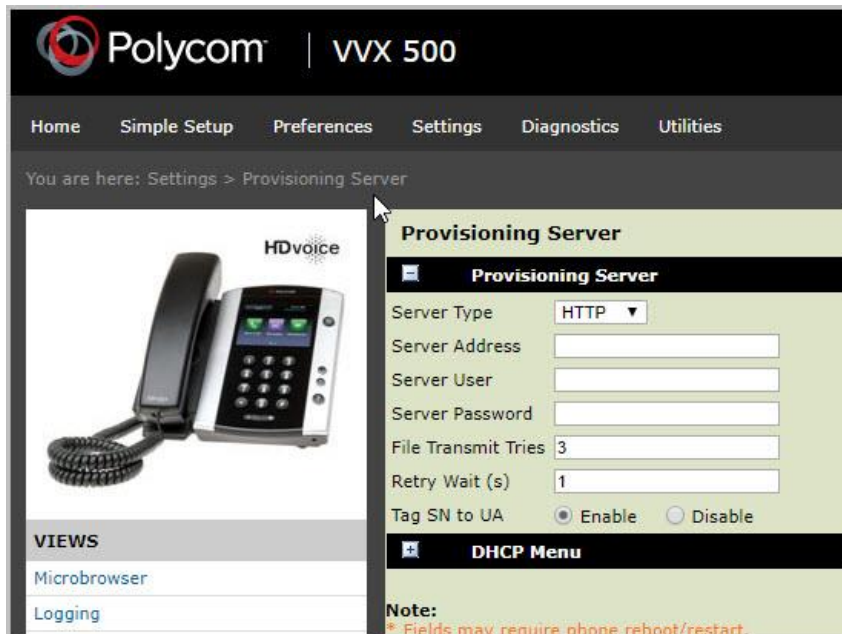 Polycom | VVX 500
Home Simple Setup Preferences Settings Diagnostics Utilities
You are here: Settings > Provisioning Server
HDvoice
Provisioning Server
Provisioning Server
Server Type HTTP
Server Address
Server User
Server Password
File Transmit Tries 3
Retry Wait (s) 1
Tag SN to UA Enable Disable
VIEWS
DHCP Menu
Microbrowser
Logging
Note:
* Fields may require phone reboot/restart.